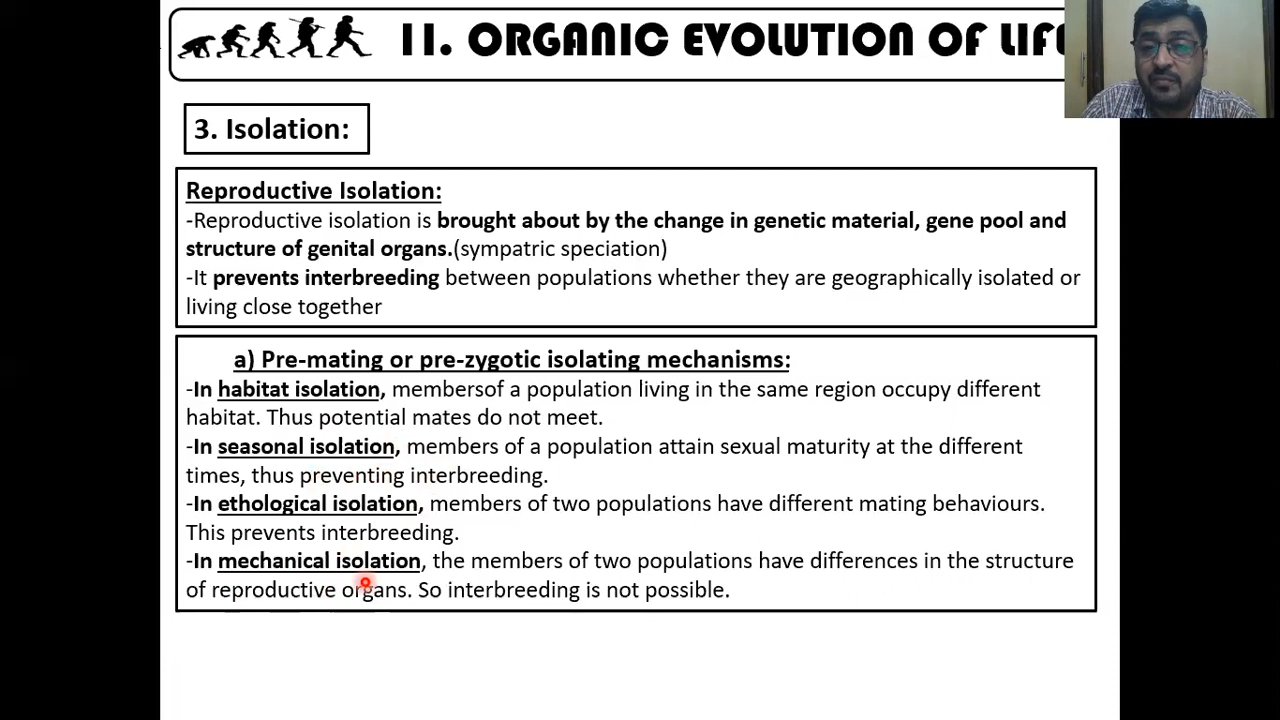 11. ORGANIC EVOLUTION OF LIFE
3. Isolation:
Reproductive Isolation:
-Reproductive isolation is brought about by the change in genetic material, gene pool and
structure of genital organs.(sympatric speciation)
-It prevents interbreeding between populations whether they are geographically isolated or
living close together
a) Pre-mating or pre-zygotic isolating mechanisms:
-In habitat isolation, membersof a population living in the same region occupy different
habitat. Thus potential mates do not meet.
-In seasonal isolation, members of a population attain sexual maturity at the different
times, thus preventing interbreeding.
-In ethological isolation, members of two populations have different mating behaviours.
This prevents interbreeding.
-In mechanical isolation, the members of two populations have differences in the structure
of reproductive organs. So interbreeding is not possible.